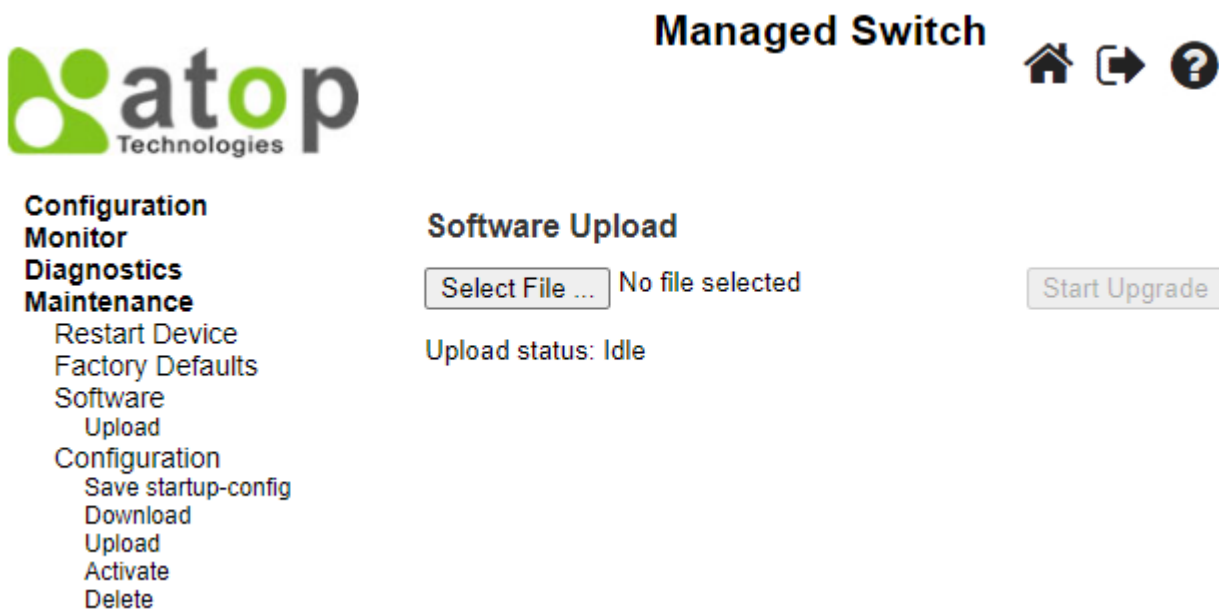 Managed Switch
atop
Technologies
Configuration
Monitor
Diagnostics
Maintenance
Restart Device
Factory Defaults
Software
Upload
Configuration
Save startup-config
Download
Upload
Activate
Delete
Software Upload
Select File ... No file selected Start Upgrade
Upload status: Idle